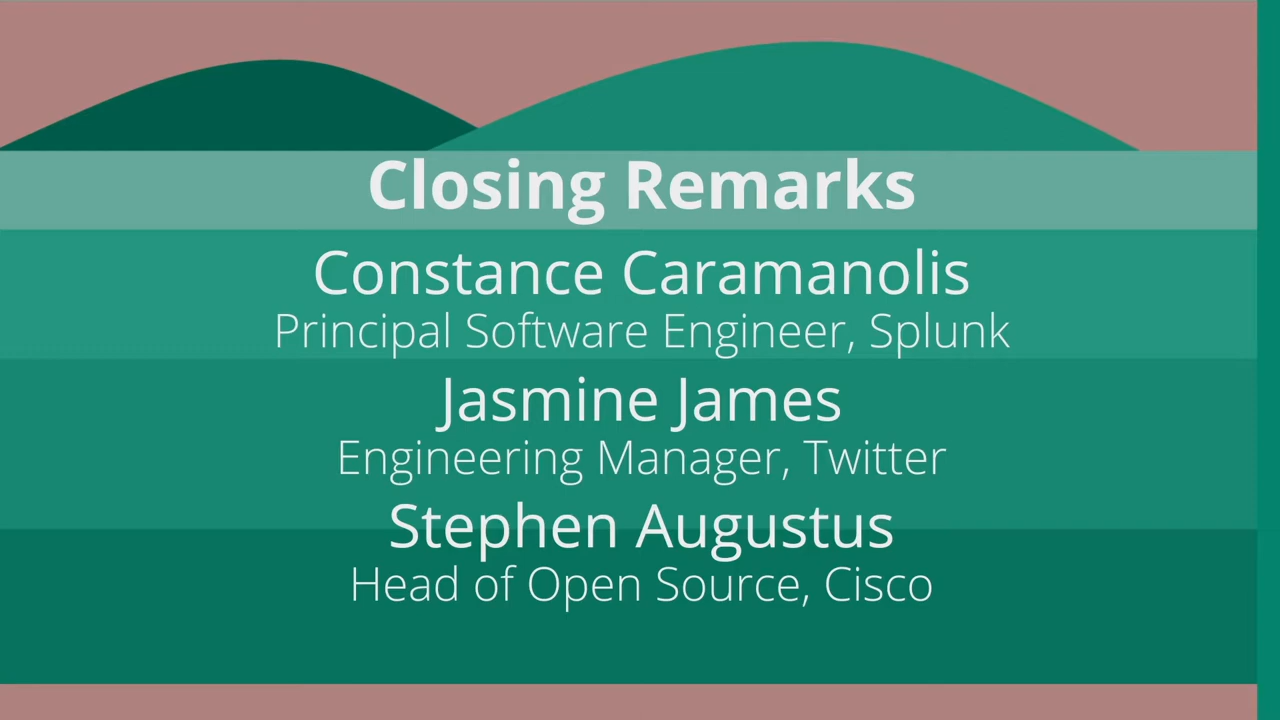 Closing Remarks
Constance Caramanolis
Principal Software Engineer, Splunk
Jasmine James
Engineering Manager, Twitter
Stephen Augustus
Head of Open Source, Cisco